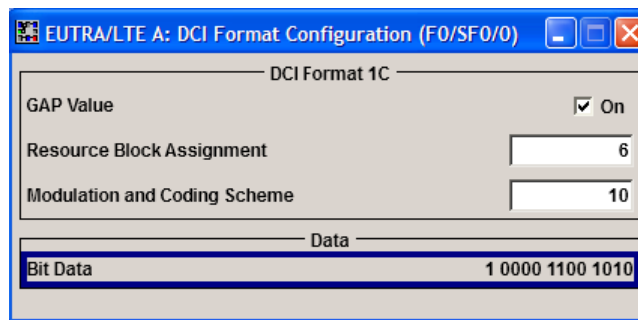 EUTRA/LTE A: DCI Format Configuration (F0/SF0/0)
DCI Format 1C
GAP Value On
Resource Block Assignment 6
Modulation and Coding Scheme 10
Data
Bit Data 1 0000 1100 1010